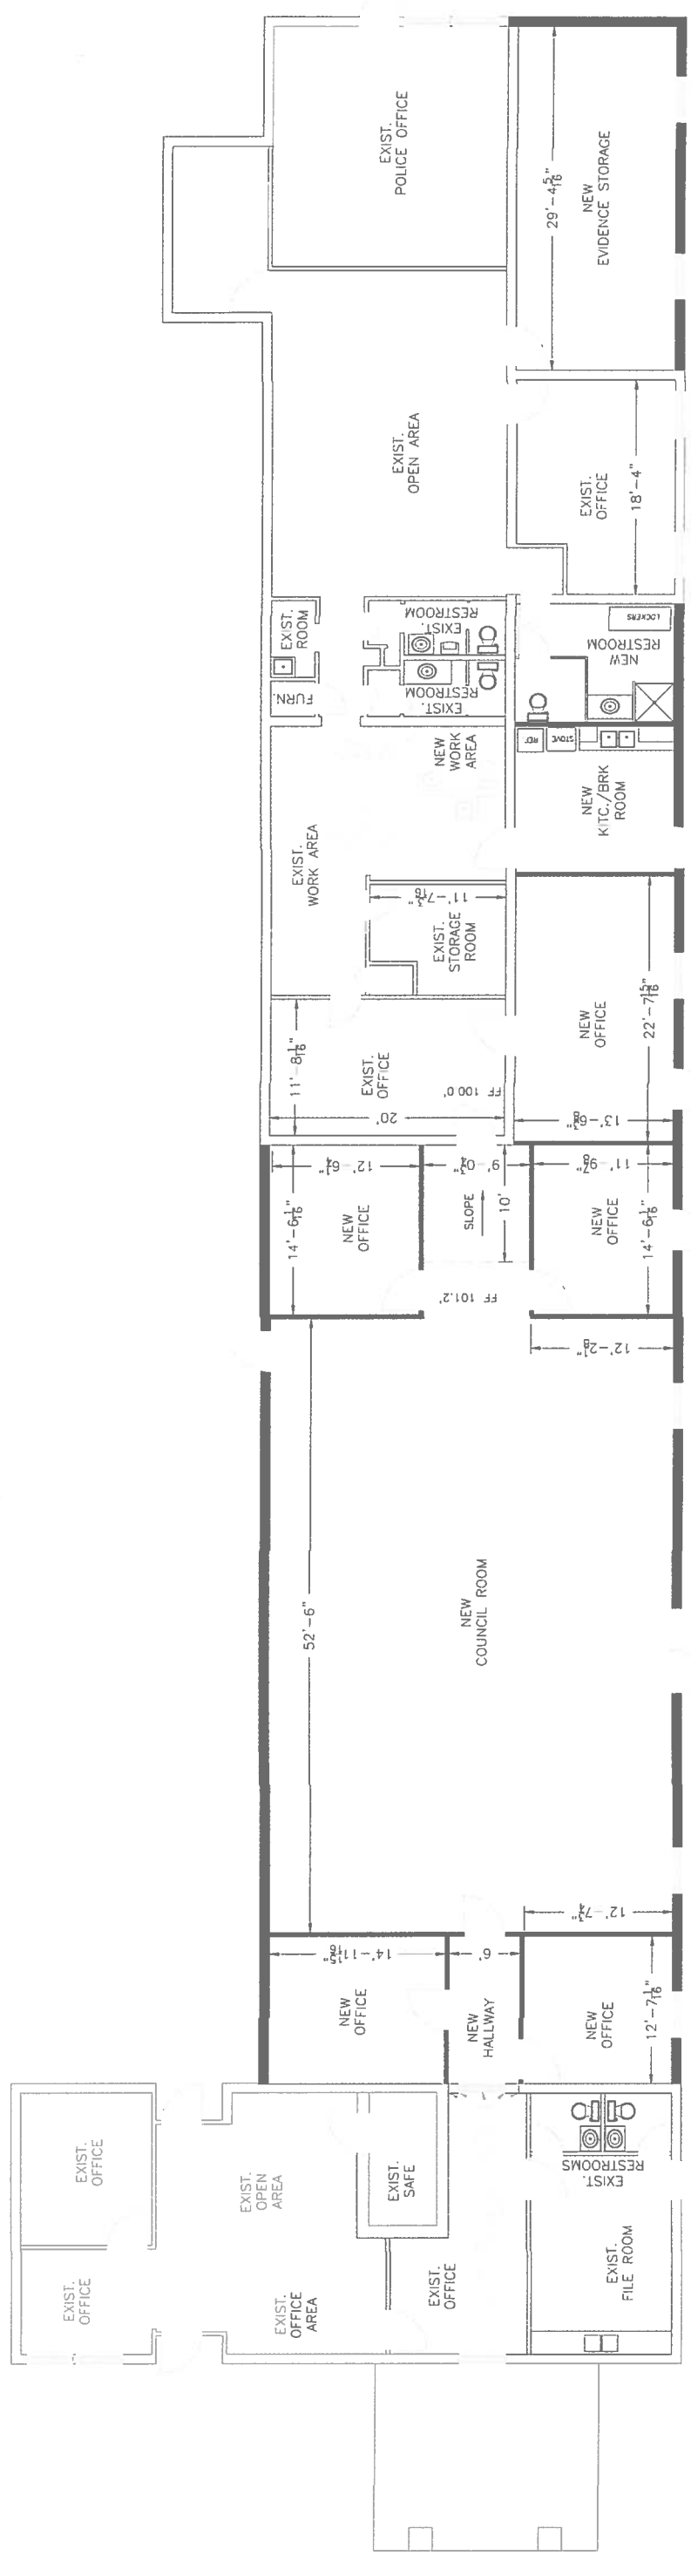 EXIST.
POLICE OFFICE
29'-4 5/16"
NEW
EVIDENCE STORAGE
EXIST.
OPEN AREA
EXIST.
OFFICE
18'-4"
EXIST.
ROOM
FURN.
EXIST.
RESTROOM
EXIST.
RESTROOM
LOCKERS
NEW
RESTROOM
REF
STOVE
NEW
WORK
AREA
NEW
KITC./BRK
ROOM
EXIST.
WORK AREA
11'-7 3/16"
EXIST.
STORAGE
ROOM
NEW
OFFICE
22'-7 15/16"
13'-6 3/8"
11'-8 1/16"
EXIST.
OFFICE
FF 100.0'
20'
12'-6 1/4"
9'-0 3/4"
11'-9 7/8"
14'-6 1/16"
NEW
OFFICE
SLOPE
10'
NEW
OFFICE
14'-6 1/16"
FF 101.2'
12'-2 1/8"
52'-6"
NEW
COUNCIL ROOM
12'-7 3/4"
6'
NEW
OFFICE
NEW
HALLWAY
NEW
OFFICE
12'-7 1/16"
EXIST.
OFFICE
EXIST.
OPEN
AREA
EXIST.
SAFE
EXIST.
RESTROOMS
EXIST.
OFFICE
EXIST.
OFFICE
AREA
EXIST.
OFFICE
EXIST.
FILE ROOM